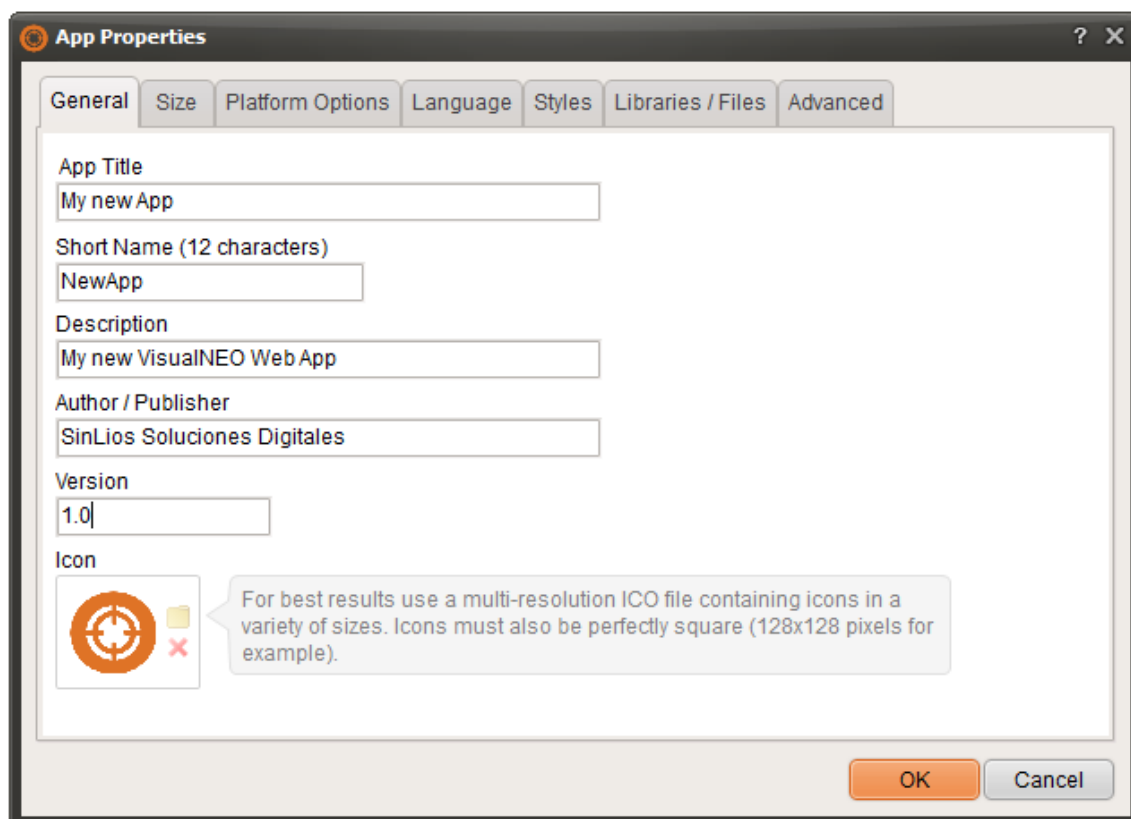 App Properties
General Size Platform Options Language Styles Libraries / Files Advanced
App Title
My new App
Short Name (12 characters)
NewApp
Description
My new VisualNEO Web App
Author / Publisher
SinLios Soluciones Digitales
Version
1.0
Icon
For best results use a multi-resolution ICO file containing icons in a
variety of sizes. Icons must also be perfectly square (128x128 pixels for
example).
OK Cancel